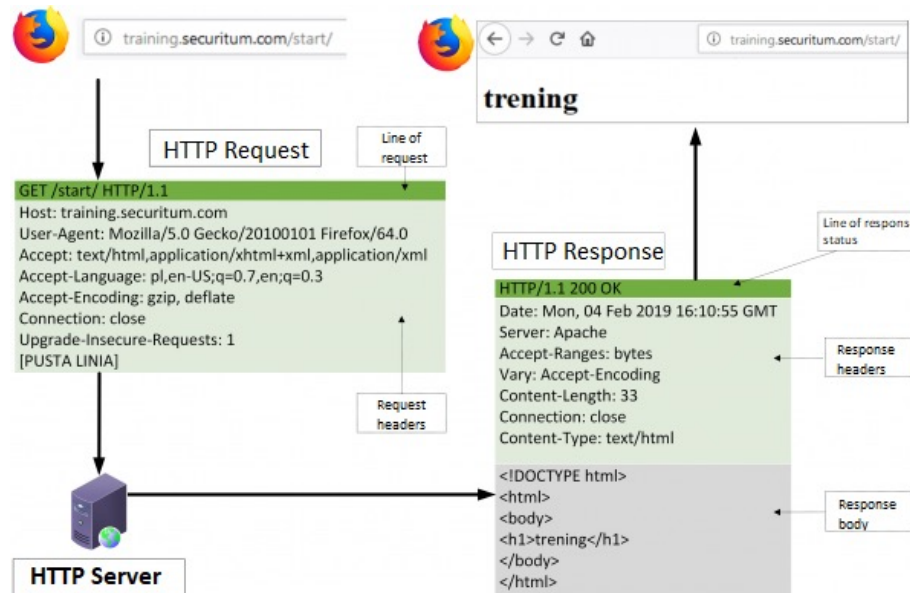 training.securitum.com/start/
HTTP Request
Line of
request
GET /start/ HTTP/1.1
Host: training.securitum.com
User-Agent: Mozilla/5.0 Gecko/20100101 Firefox/64.0
Accept: text/html,application/xhtml+xml,application/xml
Accept-Language: pl,en-US;q=0.7,en;q=0.3
Accept-Encoding: gzip, deflate
Connection: close
Upgrade-Insecure-Requests: 1
[PUSTA LINIA]
Request
headers
HTTP Server
training.securitum.com/start/
trening
HTTP Response
Line of respons
status
HTTP/1.1 200 OK
Date: Mon, 04 Feb 2019 16:10:55 GMT
Server: Apache
Accept-Ranges: bytes
Vary: Accept-Encoding
Content-Length: 33
Connection: close
Content-Type: text/html
Response
headers
<!DOCTYPE html>
<html>
<body>
<h1>trening</h1>
</body>
</html>
Response
body